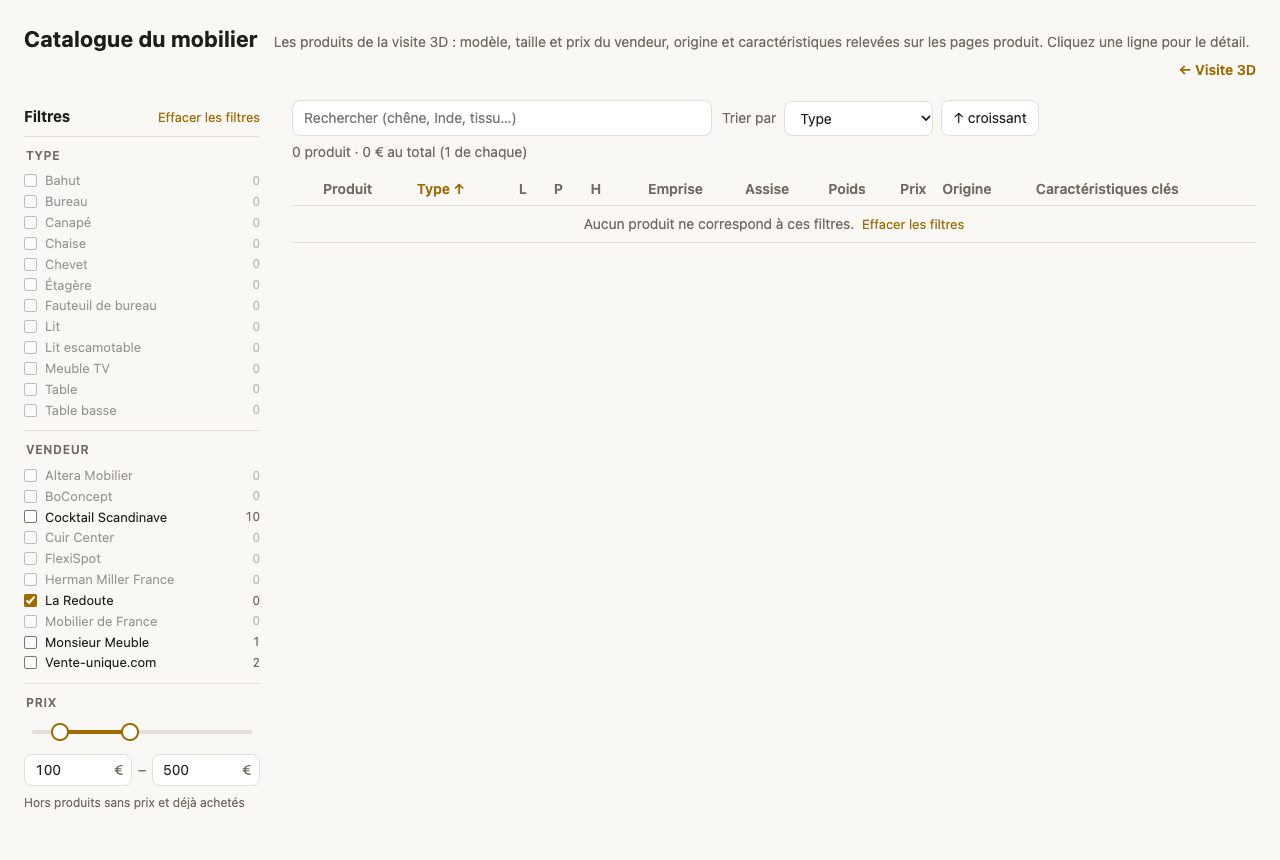 Catalogue du mobilier
Les produits de la visite 3D : modèle, taille et prix du vendeur, origine et caractéristiques relevées sur les pages produit. Cliquez une ligne pour le détail.
← Visite 3D
Filtres
Effacer les filtres
TYPE
Bahut 0
Bureau 0
Canapé 0
Chaise 0
Chevet 0
Étagère 0
Fauteuil de bureau 0
Lit 0
Lit escamotable 0
Meuble TV 0
Table 0
Table basse 0
VENDEUR
Altera Mobilier 0
BoConcept 0
Cocktail Scandinave 10
Cuir Center 0
FlexiSpot 0
Herman Miller France 0
La Redoute 0
Mobilier de France 0
Monsieur Meuble 1
Vente-unique.com 2
PRIX
100 € – 500 €
Hors produits sans prix et déjà achetés
Rechercher (chêne, Inde, tissu…)
Trier par
Type
↑ croissant
0 produit · 0 € au total (1 de chaque)
Produit Type ↑ L P H Emprise Assise Poids Prix Origine Caractéristiques clés
Aucun produit ne correspond à ces filtres. Effacer les filtres